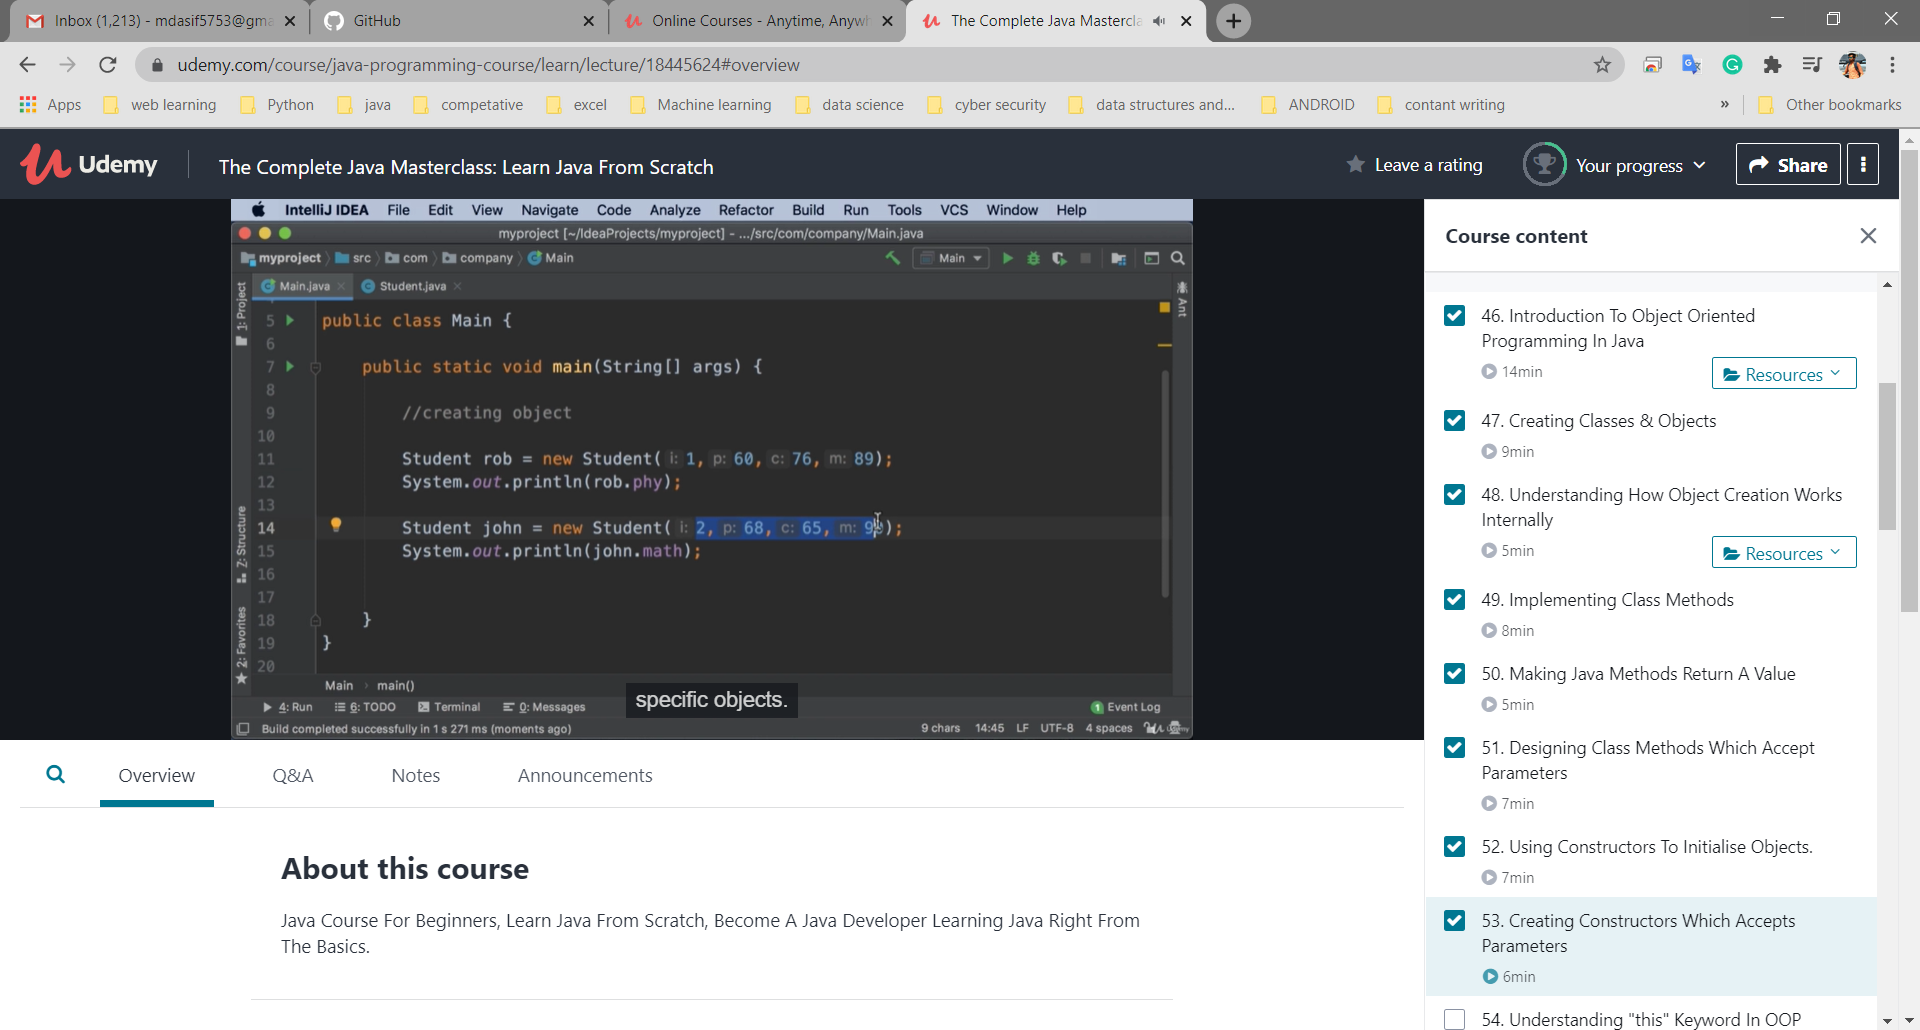 Inbox (1,213) - mdasif5753@gma
GitHub
Online Courses - Anytime, Anywh
The Complete Java Mastercla
udemy.com/course/java-programming-course/learn/lecture/18445624#overview
Apps web learning Python java competative excel Machine learning data science cyber security data structures and... ANDROID contant writing » Other bookmarks
Udemy
The Complete Java Masterclass: Learn Java From Scratch
Leave a rating
Your progress
Share
IntelliJ IDEA File Edit View Navigate Code Analyze Refactor Build Run Tools VCS Window Help
myproject [~/IdeaProjects/myproject] - .../src/com/company/Main.java
myproject src com company Main
Main
Main.java Student.java
1: Project
Ant
5 public class Main {
6
7 public static void main(String[] args) {
8
9 //creating object
10
11 Student rob = new Student( i: 1, p: 60, c: 76, m: 89);
12 System.out.println(rob.phy);
13
14 Student john = new Student( i: 2, p: 68, c: 65, m: 99);
15 System.out.println(john.math);
16
17
18 }
19 }
20
Z: Structure
2: Favorites
Main main()
specific objects.
4: Run 6: TODO Terminal 0: Messages
1 Event Log
Build completed successfully in 1 s 271 ms (moments ago)
9 chars 14:45 LF UTF-8 4 spaces
Course content
46. Introduction To Object Oriented
Programming In Java
14min
Resources
47. Creating Classes & Objects
9min
48. Understanding How Object Creation Works
Internally
5min
Resources
49. Implementing Class Methods
8min
50. Making Java Methods Return A Value
5min
51. Designing Class Methods Which Accept
Parameters
7min
52. Using Constructors To Initialise Objects.
7min
53. Creating Constructors Which Accepts
Parameters
6min
54. Understanding "this" Keyword In OOP
Overview Q&A Notes Announcements
About this course
Java Course For Beginners, Learn Java From Scratch, Become A Java Developer Learning Java Right From
The Basics.